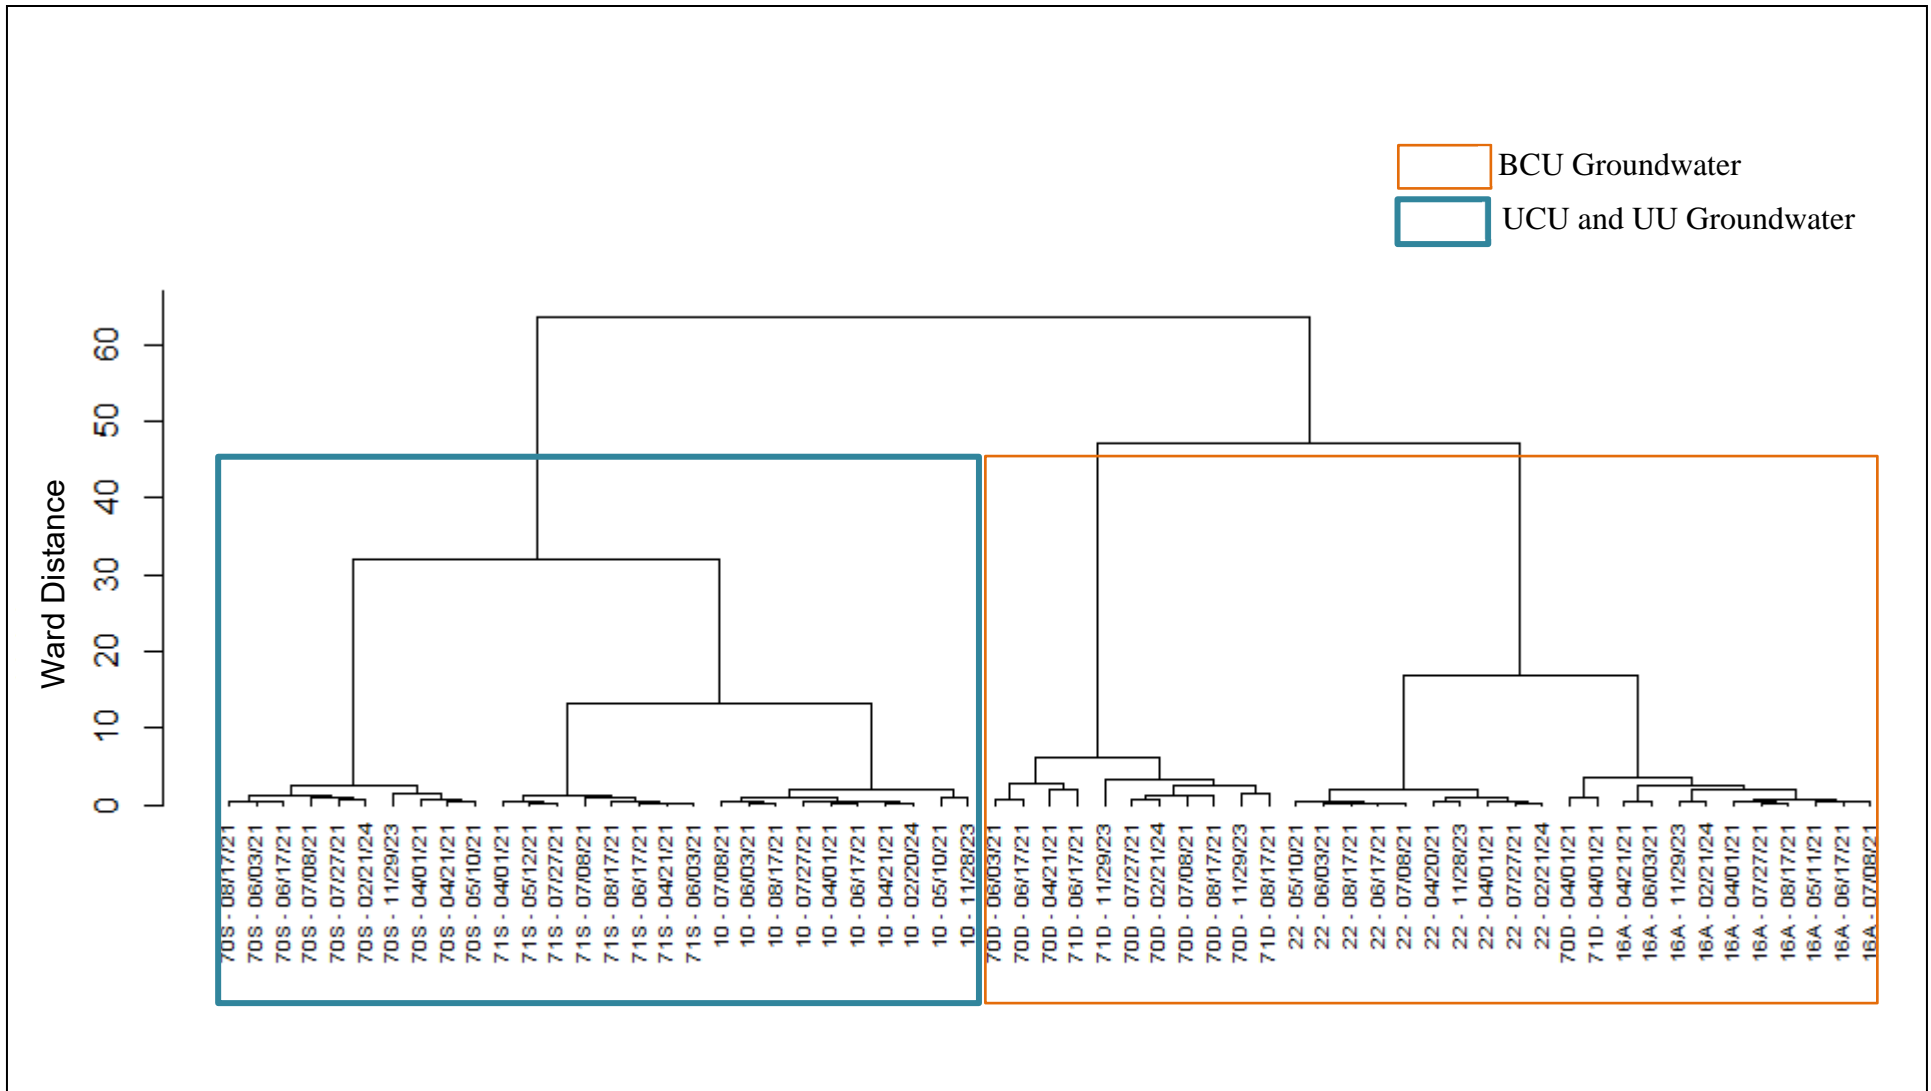 BCU Groundwater
UCU and UU Groundwater
Ward Distance
60
50
40
30
20
10
0
70S - 08/17/21
70S - 06/03/21
70S - 06/17/21
70S - 07/08/21
70S - 07/27/21
70S - 02/21/24
70S - 11/29/23
70S - 04/01/21
70S - 04/21/21
70S - 05/10/21
71S - 04/01/21
71S - 05/12/21
71S - 07/27/21
71S - 07/08/21
71S - 08/17/21
71S - 06/17/21
71S - 04/21/21
71S - 06/03/21
10 - 07/08/21
10 - 06/03/21
10 - 08/17/21
10 - 07/27/21
10 - 04/01/21
10 - 06/17/21
10 - 04/21/21
10 - 02/20/24
10 - 05/10/21
10 - 11/28/23
70D - 06/03/21
70D - 06/17/21
70D - 04/21/21
71D - 06/17/21
71D - 11/29/23
70D - 07/27/21
70D - 02/21/24
70D - 07/08/21
70D - 08/17/21
70D - 11/29/23
71D - 08/17/21
22 - 05/10/21
22 - 06/03/21
22 - 08/17/21
22 - 06/17/21
22 - 07/08/21
22 - 04/20/21
22 - 11/28/23
22 - 04/01/21
22 - 07/27/21
22 - 02/21/24
70D - 04/01/21
71D - 04/01/21
16A - 04/21/21
16A - 06/03/21
16A - 11/29/23
16A - 02/21/24
16A - 04/01/21
16A - 07/27/21
16A - 08/17/21
16A - 05/11/21
16A - 06/17/21
16A - 07/08/21